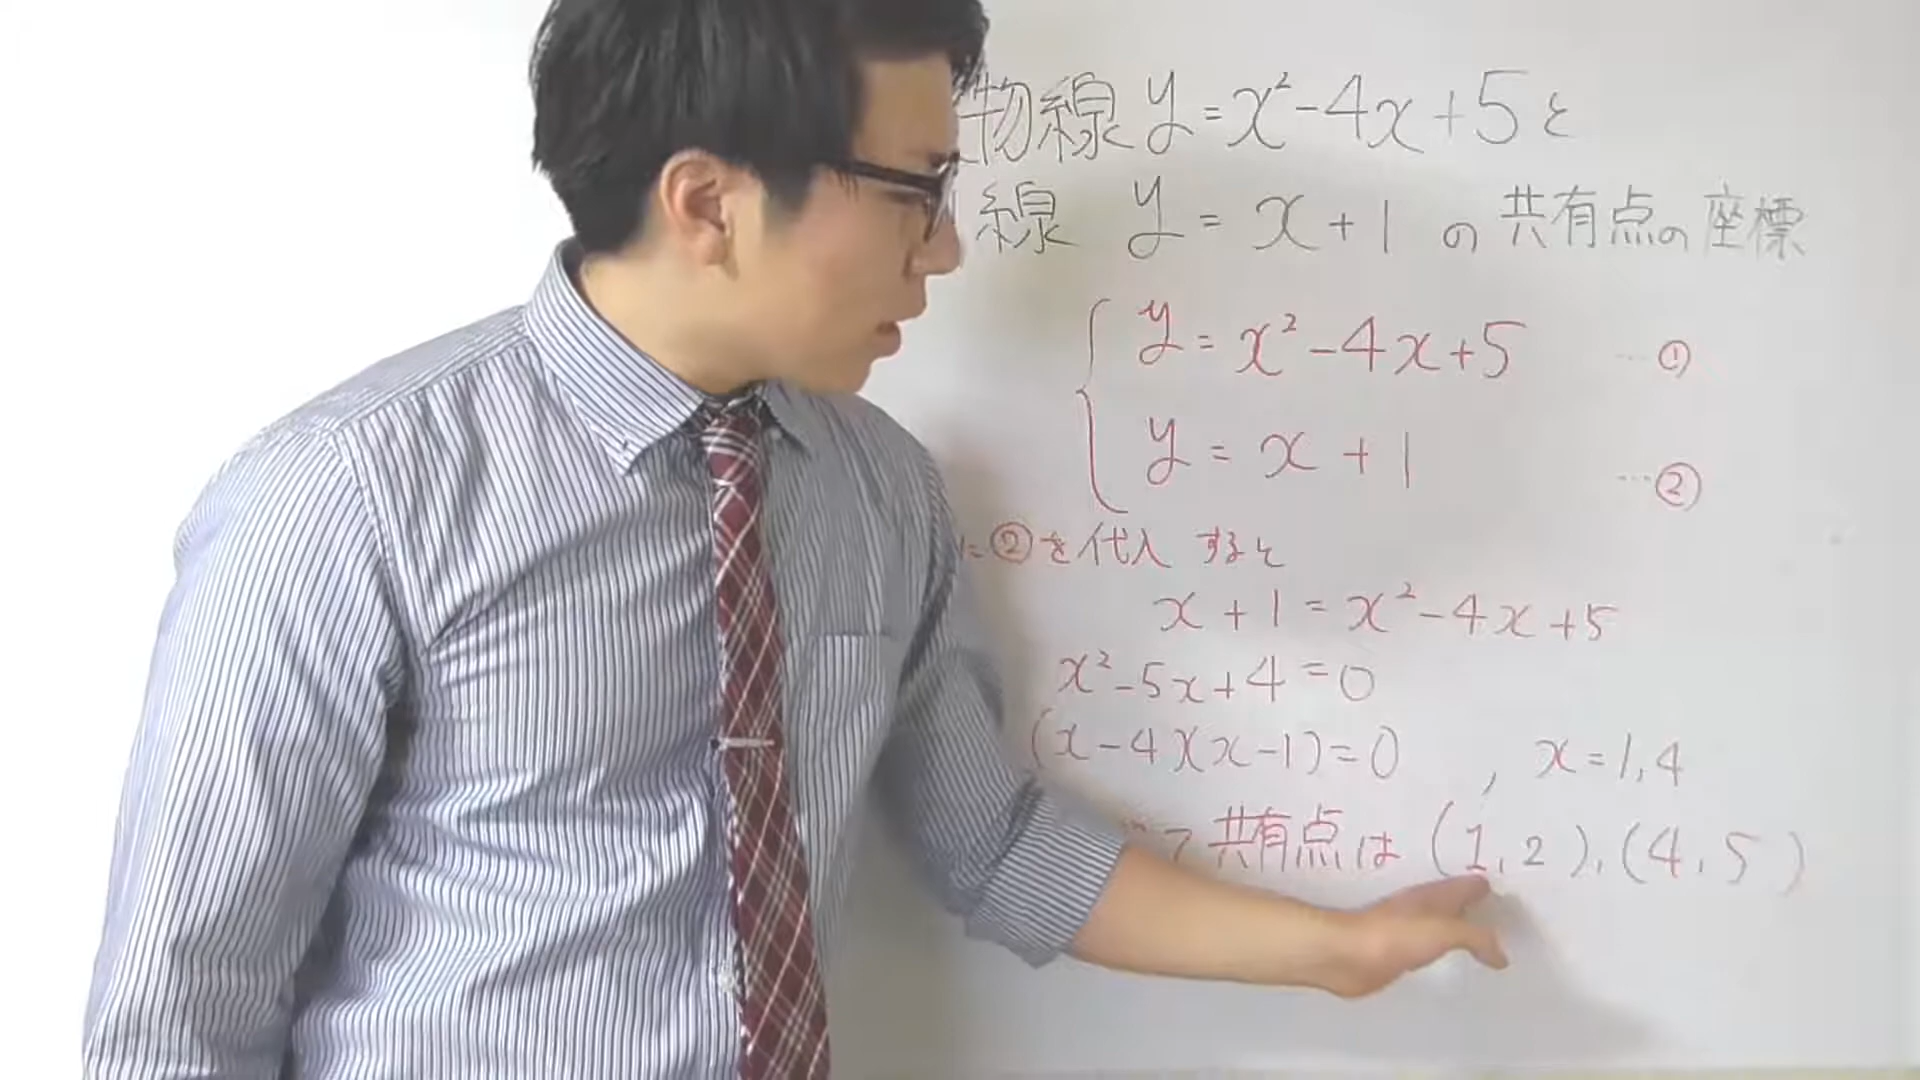 物線 y=x²-4x+5と
線 y = x+1 の共有点の座標
y=x²-4x+5 …①
y=x+1 …②
に②を代入すると
x+1=x²-4x+5
x²-5x+4=0
(x-4)(x-1)=0 , x=1,4
て共有点は (1,2),(4,5)